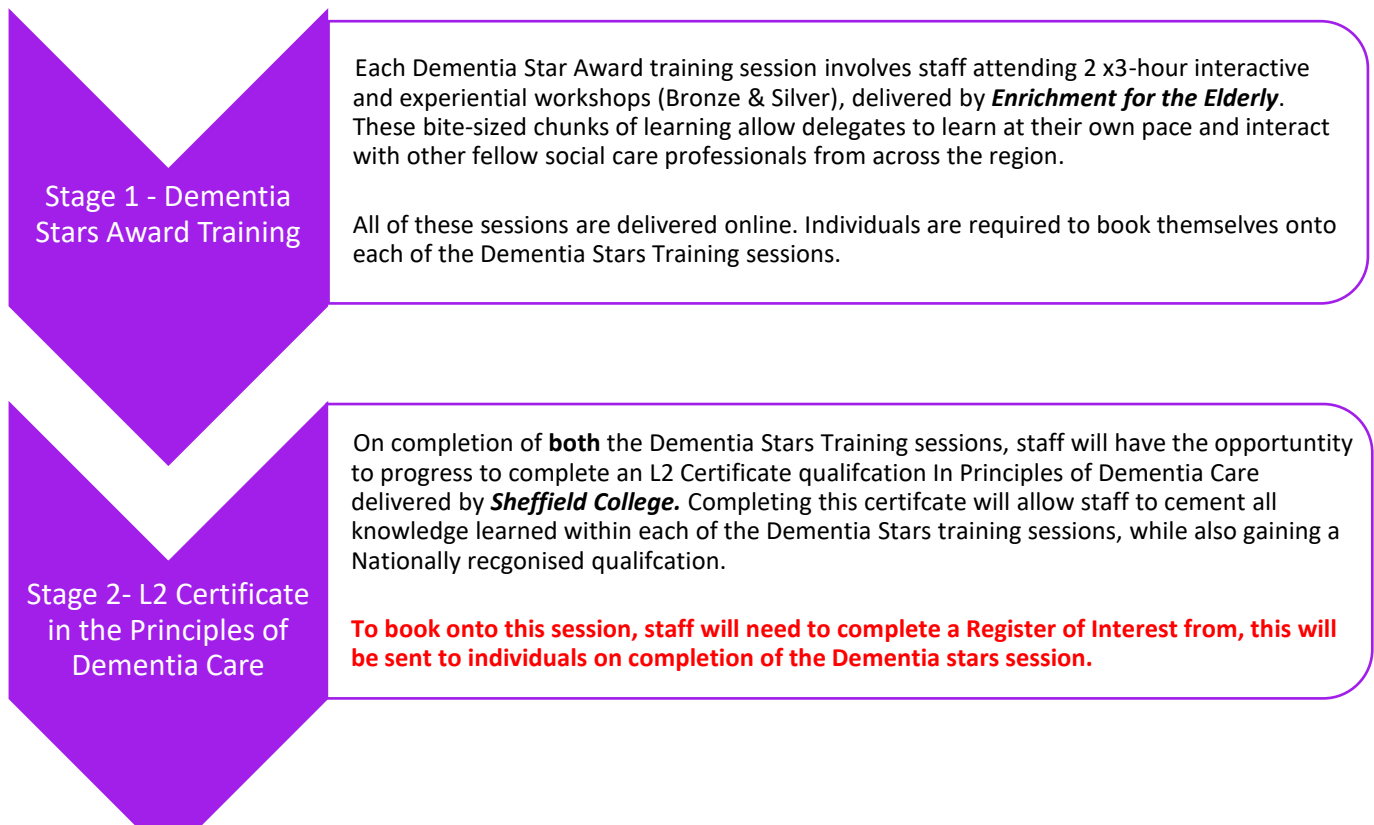 Stage 1 - Dementia
Stars Award Training
Each Dementia Star Award training session involves staff attending 2 x3-hour interactive
and experiential workshops (Bronze & Silver), delivered by Enrichment for the Elderly.
These bite-sized chunks of learning allow delegates to learn at their own pace and interact
with other fellow social care professionals from across the region.
All of these sessions are delivered online. Individuals are required to book themselves onto
each of the Dementia Stars Training sessions.
Stage 2- L2 Certificate
in the Principles of
Dementia Care
On completion of both the Dementia Stars Training sessions, staff will have the opportuntity
to progress to complete an L2 Certificate qualifcation In Principles of Dementia Care
delivered by Sheffield College. Completing this certifcate will allow staff to cement all
knowledge learned within each of the Dementia Stars training sessions, while also gaining a
Nationally recgonised qualifcation.
To book onto this session, staff will need to complete a Register of Interest from, this will
be sent to individuals on completion of the Dementia stars session.